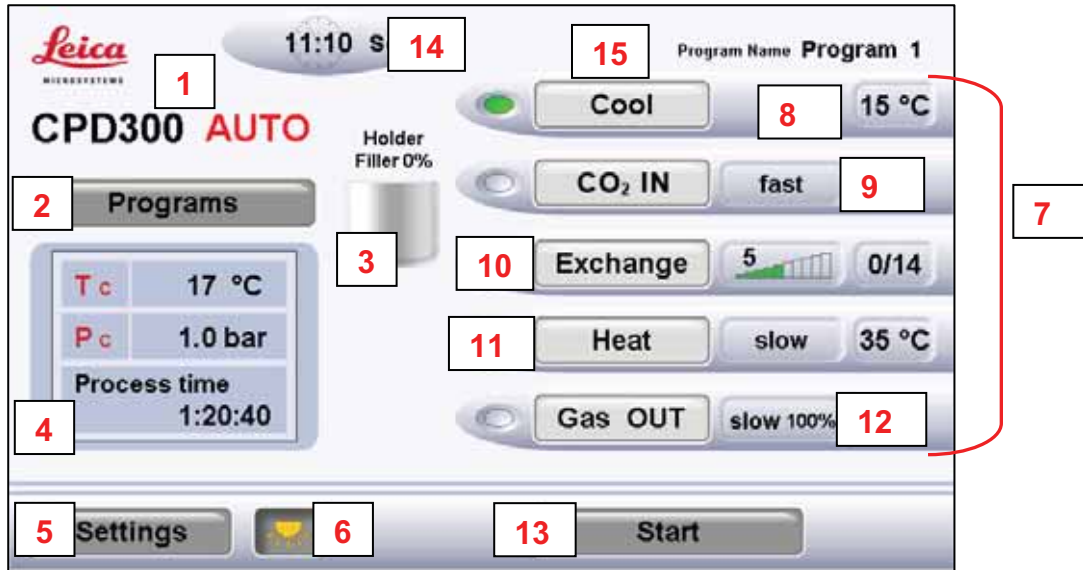 Leica
MICROSYSTEMS
1
11:10 S
14
15
Program Name Program 1
CPD300 AUTO
Holder
Filler 0%
Cool
8
15 °C
CO₂ IN
fast
9
7
2
Programs
3
10
Exchange
5
0/14
Tc
17 °C
Pc
1.0 bar
11
Heat
slow
35 °C
Process time
1:20:40
4
Gas OUT
slow 100%
12
5
Settings
6
13
Start